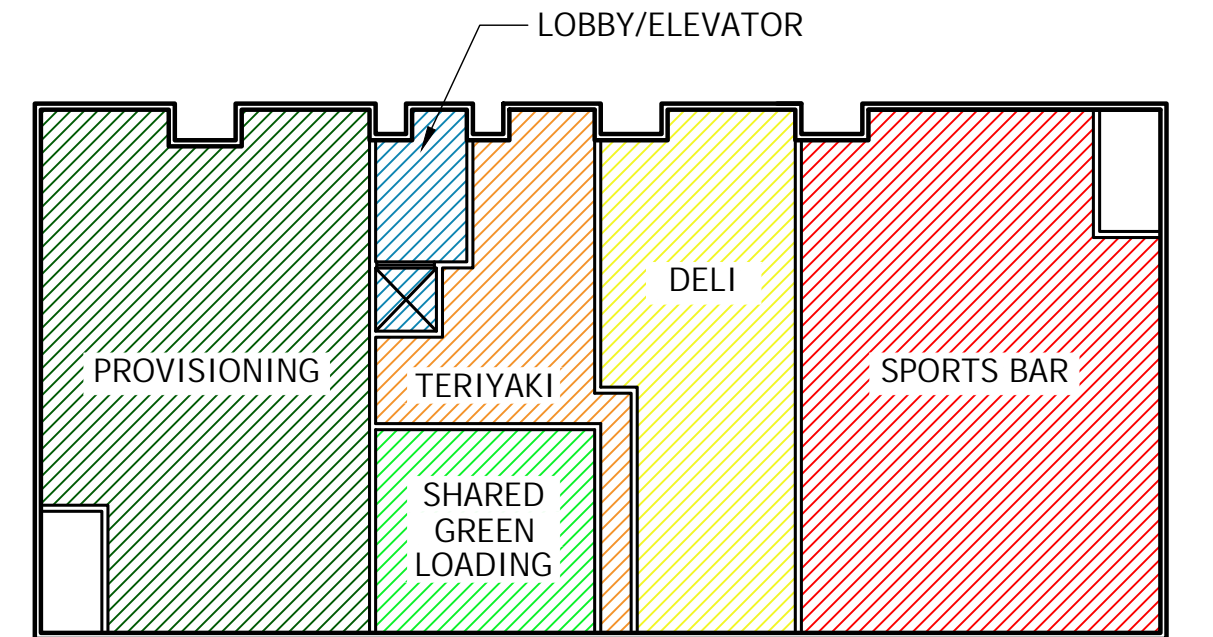 LOBBY/ELEVATOR
DELI
PROVISIONING
TERIYAKI
SPORTS BAR
SHARED
GREEN
LOADING